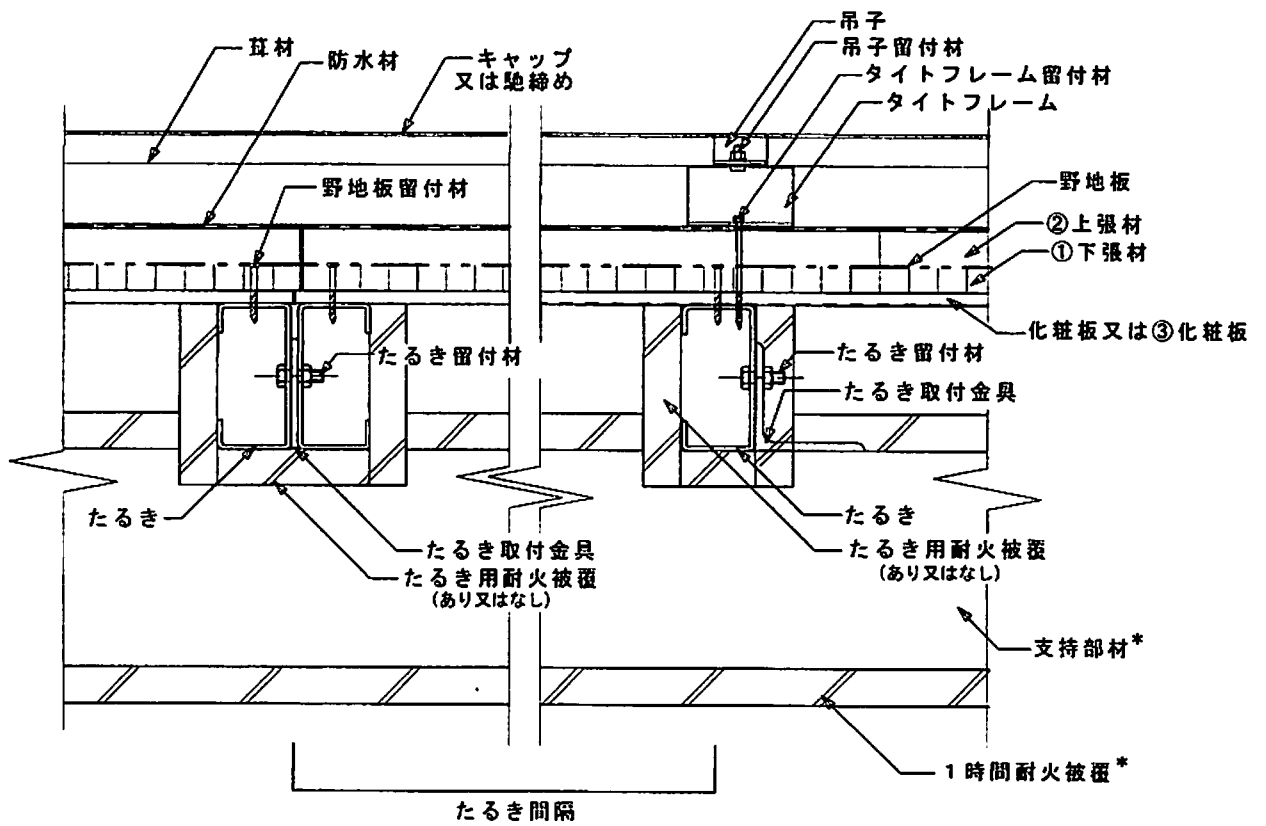 吊子
吊子留付材
タイトフレーム留付材
タイトフレーム
葺材
防水材
キャップ
又は馳締め
野地板留付材
野地板
②上張材
①下張材
化粧板又は③化粧板
たるき留付材
たるき留付材
たるき取付金具
たるき
たるき
たるき取付金具
たるき用耐火被覆
(あり又はなし)
たるき用耐火被覆
(あり又はなし)
支持部材*
1時間耐火被覆*
たるき間隔